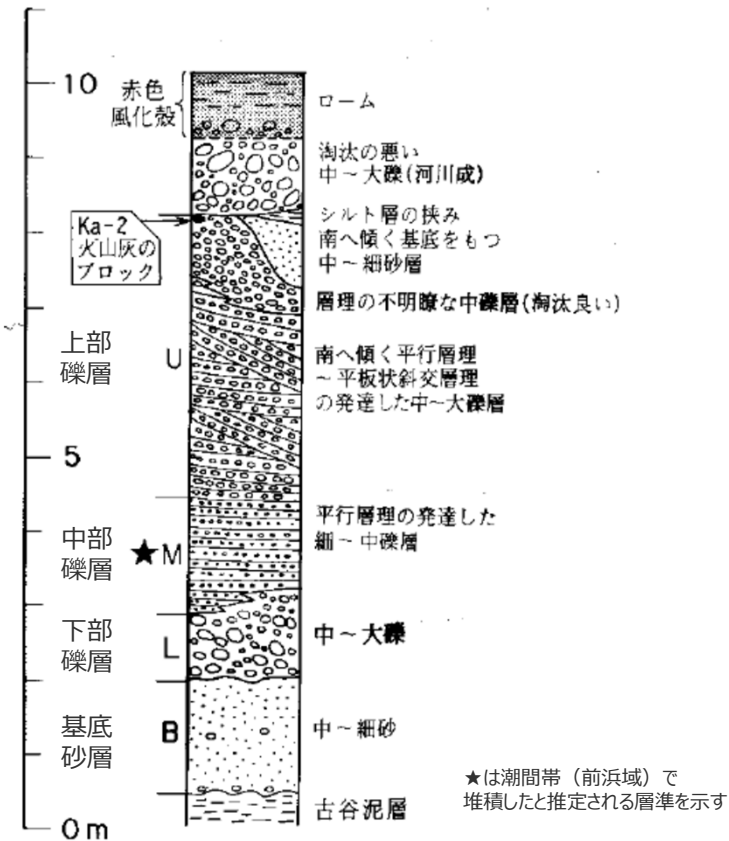 10
赤色
風化殻
ローム
淘汰の悪い
中～大礫(河川成)
シルト層の挟み
Ka-2
火山灰の
ブロック
南へ傾く基底をもつ
中～細砂層
層理の不明瞭な中礫層(淘汰良い)
上部
礫層
U
南へ傾く平行層理
～平板状斜交層理
の発達した中～大礫層
5
平行層理の発達した
細～中礫層
中部
礫層
★M
下部
礫層
L
中～大礫
基底
砂層
B
中～細砂
★は潮間帯（前浜域）で
堆積したと推定される層準を示す
古谷泥層
0m